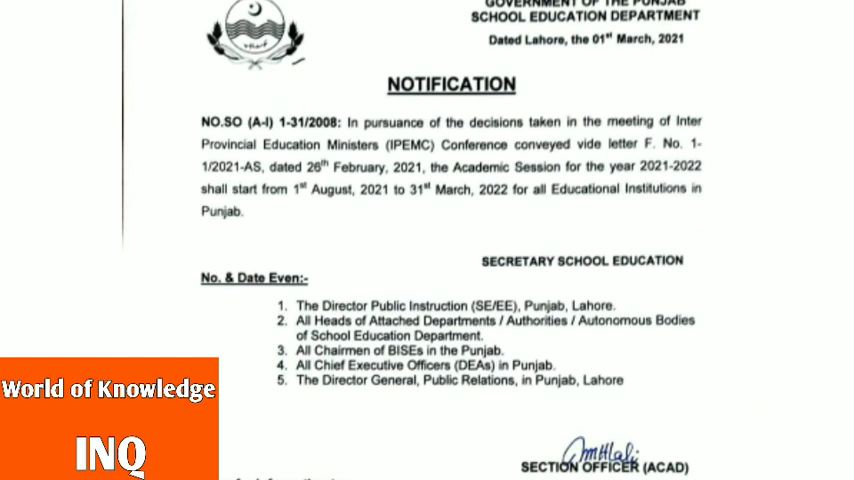 GOVERNMENT OF THE PUNJAB
SCHOOL EDUCATION DEPARTMENT
Dated Lahore, the 01st March, 2021
NOTIFICATION
NO.SO (A-I) 1-31/2008: In pursuance of the decisions taken in the meeting of Inter
Provincial Education Ministers (IPEMC) Conference conveyed vide letter F. No. 1-
1/2021-AS, dated 26th February, 2021, the Academic Session for the year 2021-2022
shall start from 1st August, 2021 to 31st March, 2022 for all Educational Institutions in
Punjab.
SECRETARY SCHOOL EDUCATION
No. & Date Even:-
1. The Director Public Instruction (SE/EE), Punjab, Lahore.
2. All Heads of Attached Departments / Authorities / Autonomous Bodies
of School Education Department.
3. All Chairmen of BISEs in the Punjab.
4. All Chief Executive Officers (DEAs) in Punjab.
5. The Director General, Public Relations, in Punjab, Lahore
World of Knowledge
INQ
SECTION OFFICER (ACAD)